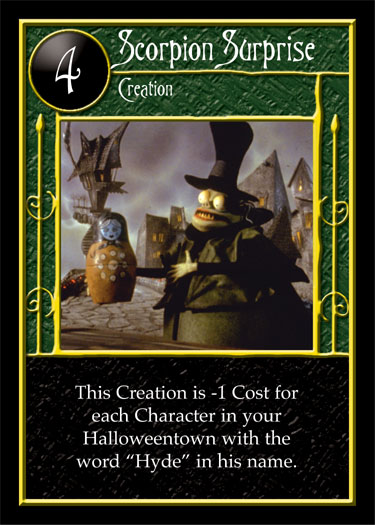 4
Scorpion Surprise
Creation
This Creation is -1 Cost for
each Character in your
Halloweentown with the
word “Hyde” in his name.